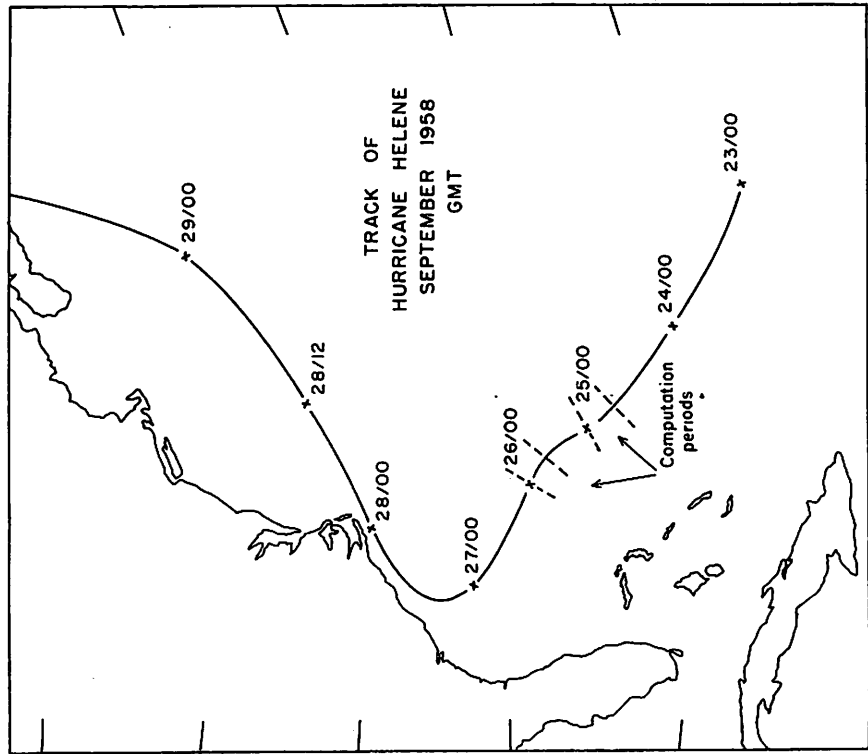 TRACK OF
HURRICANE HELENE
SEPTEMBER 1958
GMT
29/00
28/12
28/00
27/00
26/00
25/00
24/00
23/00
Computation
periods